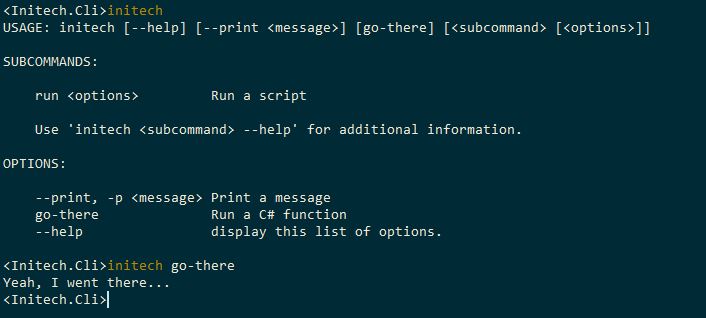 <Initech.Cli>initech
USAGE: initech [--help] [--print <message>] [go-there] [<subcommand> [<options>]]
SUBCOMMANDS:
run <options> Run a script
Use 'initech <subcommand> --help' for additional information.
OPTIONS:
--print, -p <message> Print a message
go-there Run a C# function
--help display this list of options.
<Initech.Cli>initech go-there
Yeah, I went there...
<Initech.Cli>